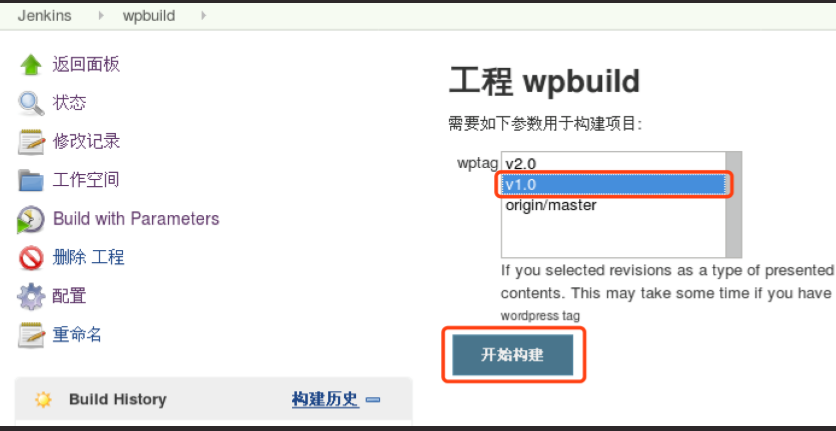 Jenkins
wpbuild
返回面板
状态
修改记录
工作空间
Build with Parameters
删除 工程
配置
重命名
Build History
构建历史
工程 wpbuild
需要如下参数用于构建项目:
wptag
v2.0
v1.0
origin/master
If you selected revisions as a type of presented
contents. This may take some time if you have
wordpress tag
开始构建